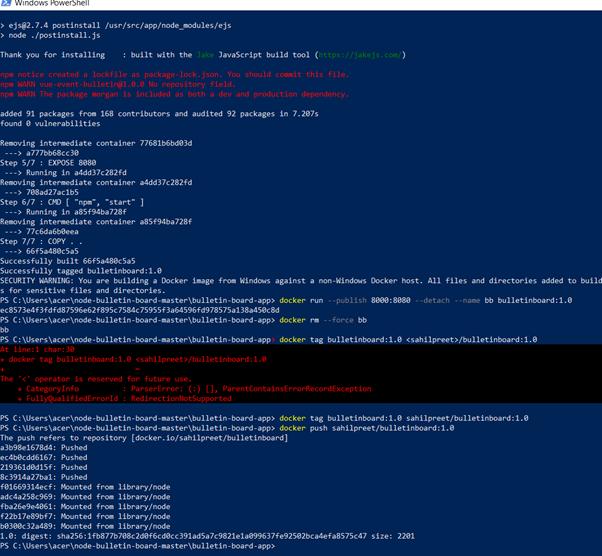 Windows PowerShell
> ejs@2.7.4 postinstall /usr/src/app/node_modules/ejs
> node ./postinstall.js
Thank you for installing    : built with the Jake JavaScript build tool (https://jakejs.com/)
npm notice created a lockfile as package-lock.json. You should commit this file.
npm WARN vue-event-bulletin@1.0.0 No repository field.
npm WARN The package morgan is included as both a dev and production dependency.
added 91 packages from 168 contributors and audited 92 packages in 7.207s
found 0 vulnerabilities
Removing intermediate container 77681b6bd03d
 ---> a777bb68cc30
Step 5/7 : EXPOSE 8080
 ---> Running in a4dd37c282fd
Removing intermediate container a4dd37c282fd
 ---> 708ad27ac1b5
Step 6/7 : CMD [ "npm", "start" ]
 ---> Running in a85f94ba728f
Removing intermediate container a85f94ba728f
 ---> 77c6da6b0eea
Step 7/7 : COPY . .
 ---> 66f5a480c5a5
Successfully built 66f5a480c5a5
Successfully tagged bulletinboard:1.0
SECURITY WARNING: You are building a Docker image from Windows against a non-Windows Docker host. All files and directories added to build
s for sensitive files and directories.
PS C:\Users\acer\node-bulletin-board-master\bulletin-board-app> docker run --publish 8000:8080 --detach --name bb bulletinboard:1.0
ec8573e4f3fdfd87596e62f895c7584c75955f3a64596fd978575a138a450c8d
PS C:\Users\acer\node-bulletin-board-master\bulletin-board-app> docker rm --force bb
bb
PS C:\Users\acer\node-bulletin-board-master\bulletin-board-app> docker tag bulletinboard:1.0 <sahilpreet>/bulletinboard:1.0
At line:1 char:30
+ docker tag bulletinboard:1.0 <sahilpreet>/bulletinboard:1.0
+                              ~
The '<' operator is reserved for future use.
    + CategoryInfo          : ParserError: (:) [], ParentContainsErrorRecordException
    + FullyQualifiedErrorId : RedirectionNotSupported
PS C:\Users\acer\node-bulletin-board-master\bulletin-board-app> docker tag bulletinboard:1.0 sahilpreet/bulletinboard:1.0
PS C:\Users\acer\node-bulletin-board-master\bulletin-board-app> docker push sahilpreet/bulletinboard:1.0
The push refers to repository [docker.io/sahilpreet/bulletinboard]
a3b98e1678d4: Pushed
ec4b0cdd6167: Pushed
219361d0d15f: Pushed
8c3914a27ba1: Pushed
f01669314ecf: Mounted from library/node
adc4a258c969: Mounted from library/node
fba26e9e4061: Mounted from library/node
f22b17e89bf7: Mounted from library/node
b0300c32a489: Mounted from library/node
1.0: digest: sha256:1fb877b708c2d0f6cd0cc391ad5a7c9821e1a099637fe92502bca4efa8575c47 size: 2201
PS C:\Users\acer\node-bulletin-board-master\bulletin-board-app>